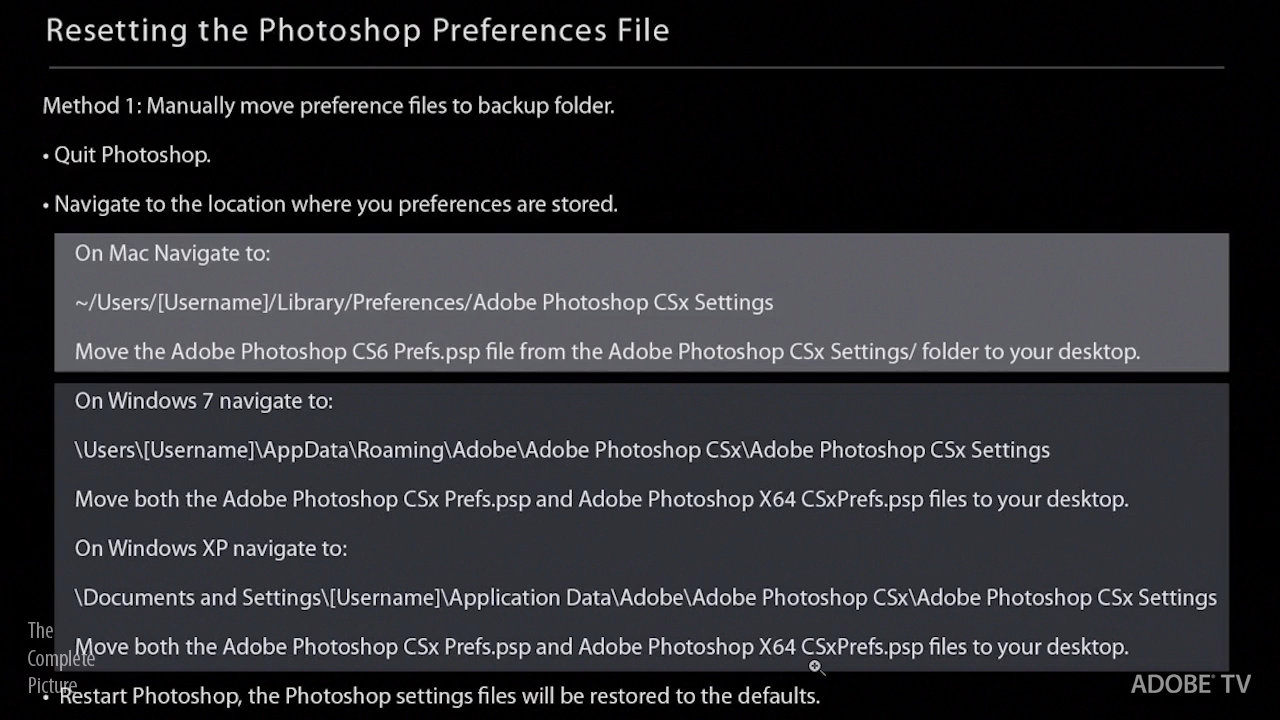 Resetting the Photoshop Preferences File
Method 1: Manually move preference files to backup folder.
• Quit Photoshop.
• Navigate to the location where you preferences are stored.
On Mac Navigate to:
~/Users/[Username]/Library/Preferences/Adobe Photoshop CSx Settings
Move the Adobe Photoshop CS6 Prefs.psp file from the Adobe Photoshop CSx Settings/ folder to your desktop.
On Windows 7 navigate to:
\Users\[Username]\AppData\Roaming\Adobe\Adobe Photoshop CSx\Adobe Photoshop CSx Settings
Move both the Adobe Photoshop CSx Prefs.psp and Adobe Photoshop X64 CSxPrefs.psp files to your desktop.
On Windows XP navigate to:
\Documents and Settings\[Username]\Application Data\Adobe\Adobe Photoshop CSx\Adobe Photoshop CSx Settings
Move both the Adobe Photoshop CSx Prefs.psp and Adobe Photoshop X64 CSxPrefs.psp files to your desktop.
• Restart Photoshop, the Photoshop settings files will be restored to the defaults.
The
Complete
Picture
ADOBE® TV